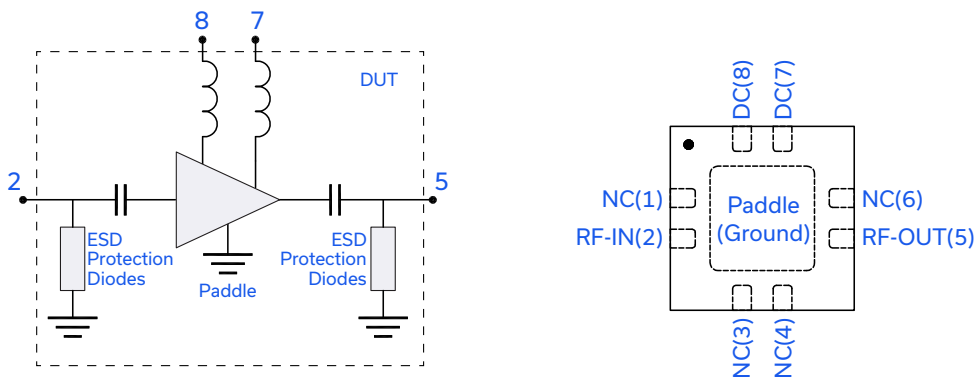 8
7
DUT
2
5
ESD
Protection
Diodes
ESD
Protection
Diodes
Paddle
DC(8)
DC(7)
NC(1)
RF-IN(2)
Paddle
(Ground)
NC(6)
RF-OUT(5)
NC(3)
NC(4)